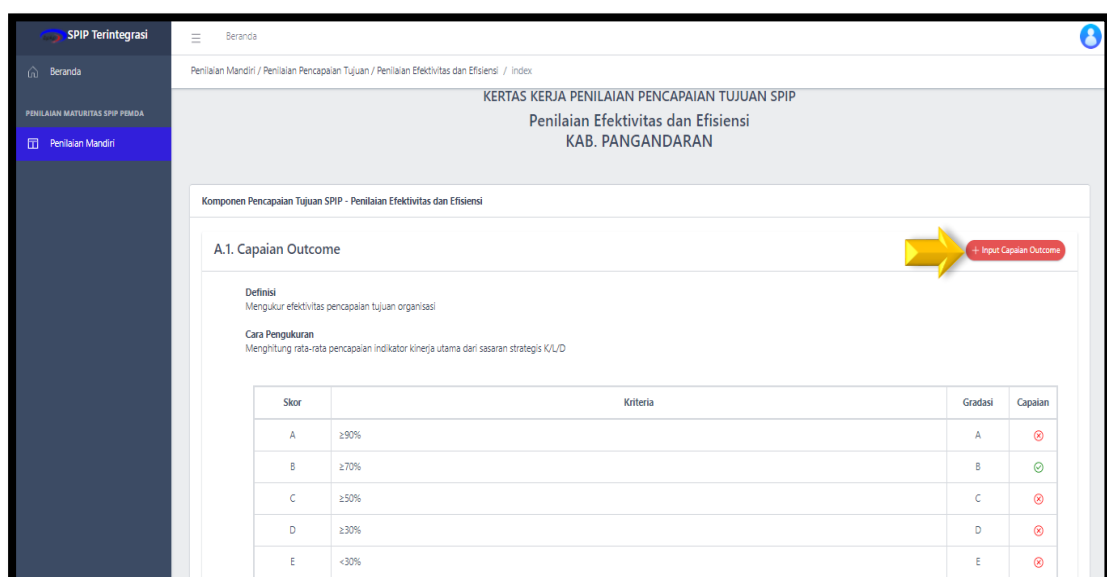 SPIP Terintegrasi
Beranda
Beranda
Penilaian Mandiri / Penilaian Pencapaian Tujuan / Penilaian Efektivitas dan Efisiensi / index
PENILAIAN MATURITAS SPIP PEMDA
Penilaian Mandiri
KERTAS KERJA PENILAIAN PENCAPAIAN TUJUAN SPIP
Penilaian Efektivitas dan Efisiensi
KAB. PANGANDARAN
Komponen Pencapaian Tujuan SPIP - Penilaian Efektivitas dan Efisiensi
A.1. Capaian Outcome
+ Input Capaian Outcome
Definisi
Mengukur efektivitas pencapaian tujuan organisasi
Cara Pengukuran
Menghitung rata-rata pencapaian indikator kinerja utama dari sasaran strategis K/L/D
Skor Kriteria Gradasi Capaian
A ≥90% A
B ≥70% B
C ≥50% C
D ≥30% D
E <30% E